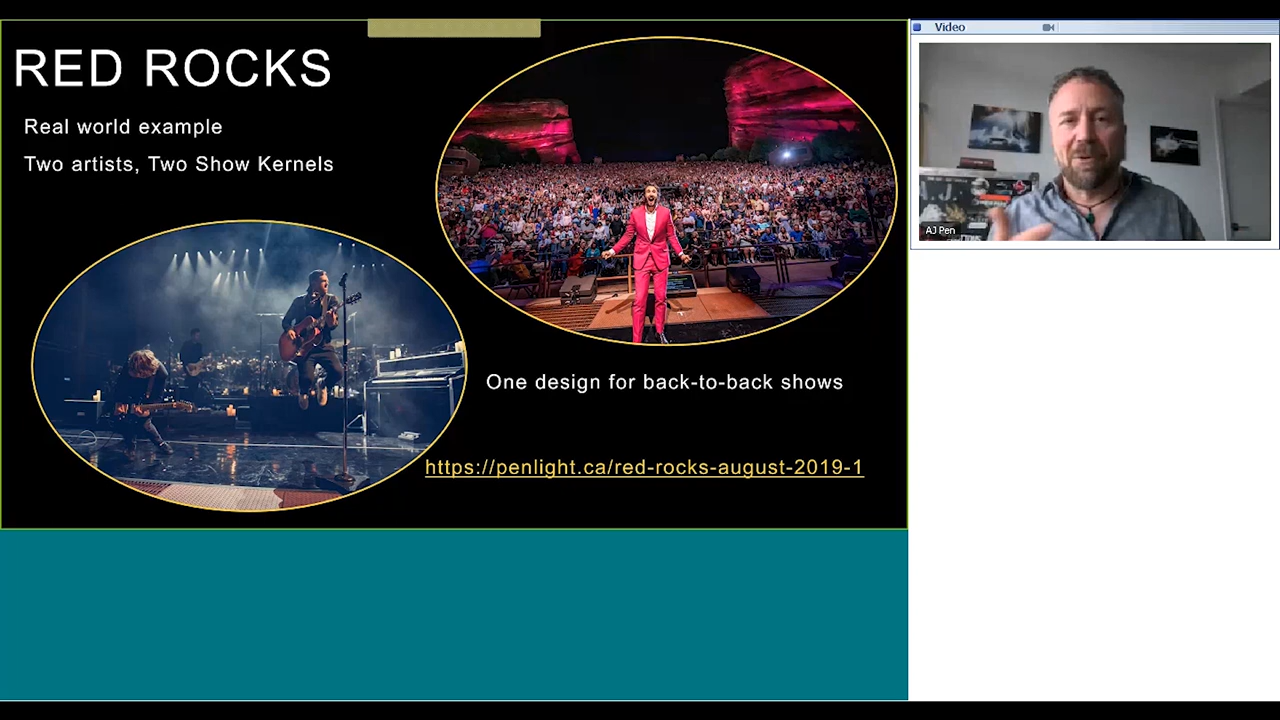 RED ROCKS
Real world example
Two artists, Two Show Kernels
One design for back-to-back shows
https://penlight.ca/red-rocks-august-2019-1
Video
AJ Pen